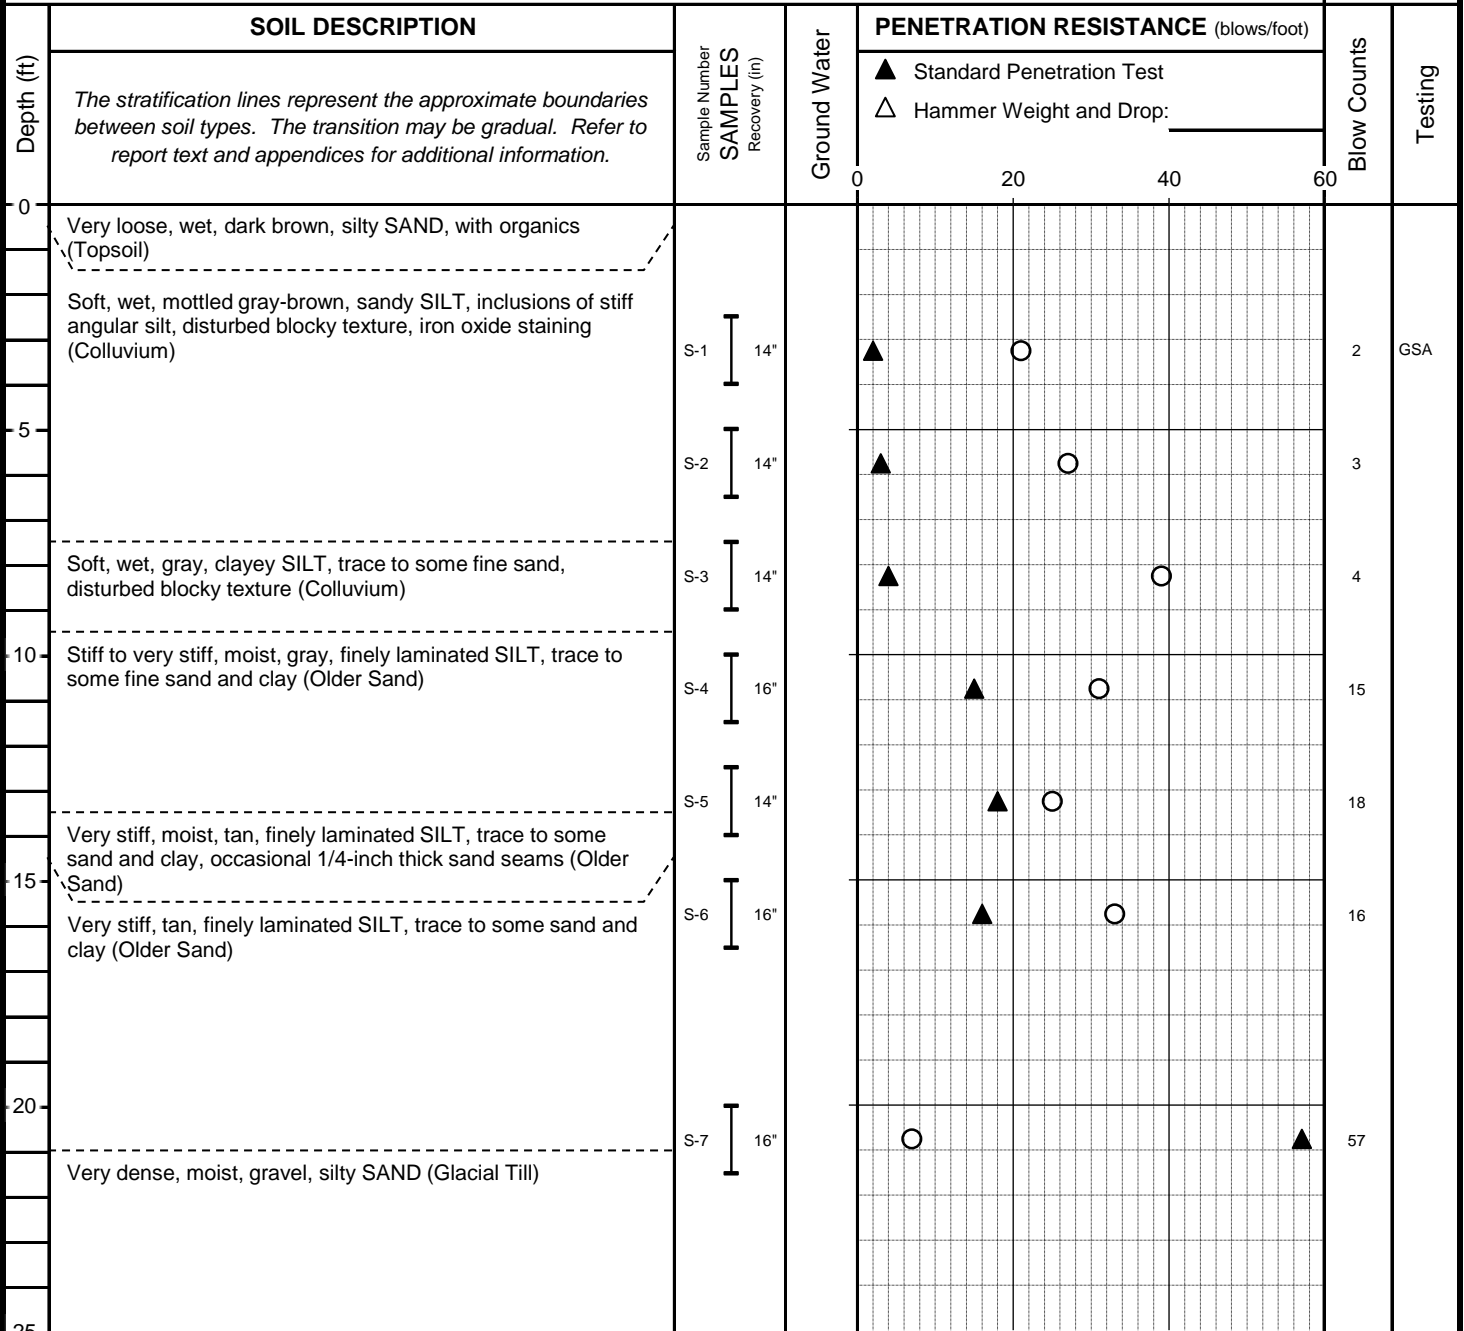 SOIL DESCRIPTION
The stratification lines represent the approximate boundaries
between soil types. The transition may be gradual. Refer to
report text and appendices for additional information.
Depth (ft)
Sample Number
SAMPLES
Recovery (in)
Ground Water
PENETRATION RESISTANCE (blows/foot)
▲ Standard Penetration Test
△ Hammer Weight and Drop:
0 20 40 60
Blow Counts
Testing
0
Very loose, wet, dark brown, silty SAND, with organics
(Topsoil)
Soft, wet, mottled gray-brown, sandy SILT, inclusions of stiff
angular silt, disturbed blocky texture, iron oxide staining
(Colluvium)
S-1 14" 2 GSA
5
S-2 14" 3
Soft, wet, gray, clayey SILT, trace to some fine sand,
disturbed blocky texture (Colluvium)
S-3 14" 4
10
Stiff to very stiff, moist, gray, finely laminated SILT, trace to
some fine sand and clay (Older Sand)
S-4 16" 15
S-5 14" 18
Very stiff, moist, tan, finely laminated SILT, trace to some
sand and clay, occasional 1/4-inch thick sand seams (Older
Sand)
15
S-6 16" 16
Very stiff, tan, finely laminated SILT, trace to some sand and
clay (Older Sand)
20
S-7 16" 57
Very dense, moist, gravel, silty SAND (Glacial Till)
25